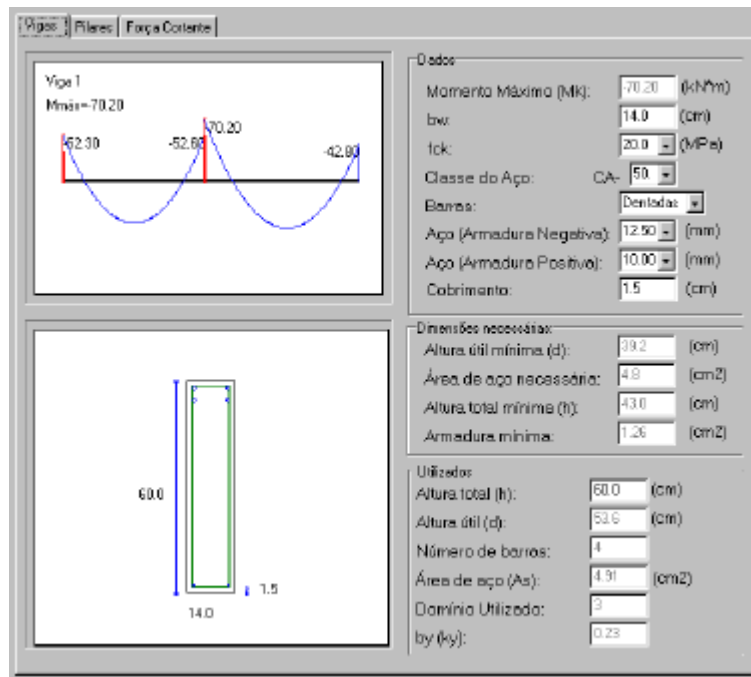 Vigas Pilares Força Cortante
Viga 1
Mmáx=-70.20
-52.30
-52.60
-70.20
-42.80
60.0
1.5
14.0
Dados
Momento Máximo (Mk): -70.20 (kN*m)
bw: 14.0 (cm)
fck: 20.0 (MPa)
Classe do Aço: CA- 50.
Barras: Dentadas
Aço (Armadura Negativa): 12.50 (mm)
Aço (Armadura Positiva): 10.00 (mm)
Cobrimento: 1.5 (cm)
Dimensões necessárias:
Altura útil mínima (d): 39.2 (cm)
Área de aço necessária: 4.8 (cm2)
Altura total mínima (h): 43.0 (cm)
Armadura mínima: 1.26 (cm2)
Utilizados
Altura total (h): 60.0 (cm)
Altura útil (d): 53.6 (cm)
Número de barras: 4
Área de aço (As): 4.91 (cm2)
Domínio Utilizado: 3
by (ky): 0.23